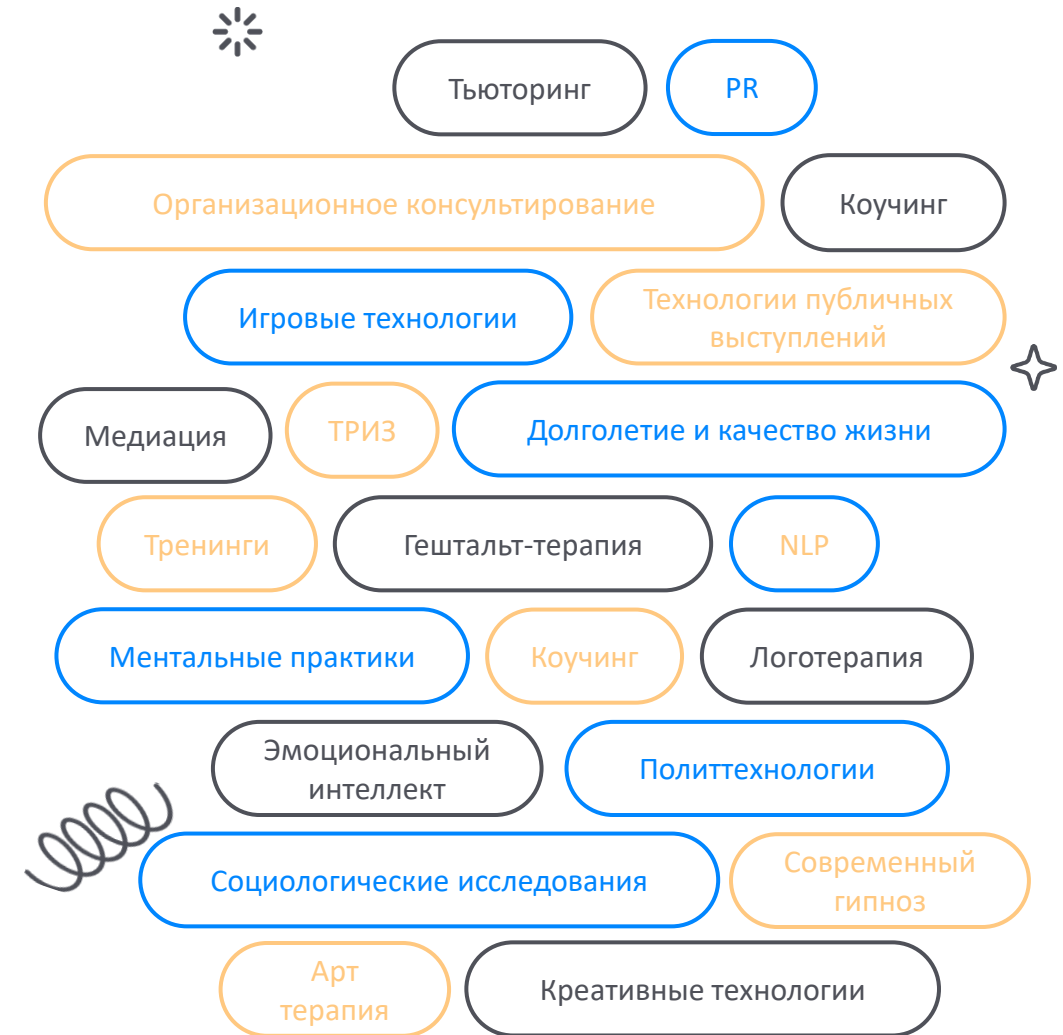 Тьюторинг
PR
Организационное консультирование
Коучинг
Игровые технологии
Технологии публичных
выступлений
Медиация
ТРИЗ
Долголетие и качество жизни
Тренинги
Гештальт-терапия
NLP
Ментальные практики
Коучинг
Логотерапия
Эмоциональный
интеллект
Политтехнологии
Социологические исследования
Современный
гипноз
Арт
терапия
Креативные технологии